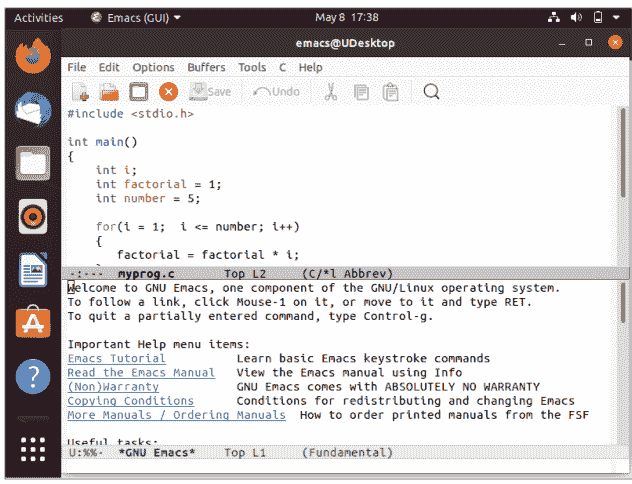 Activities Emacs (GUI) May 8 17:38
emacs@UDesktop
File Edit Options Buffers Tools C Help
Save Undo
#include <stdio.h>
int main()
{
int i;
int factorial = 1;
int number = 5;
for(i = 1; i <= number; i++)
{
factorial = factorial * i;
-:--- myprog.c Top L2 (C/*l Abbrev)
Welcome to GNU Emacs, one component of the GNU/Linux operating system.
To follow a link, click Mouse-1 on it, or move to it and type RET.
To quit a partially entered command, type Control-g.
Important Help menu items:
Emacs Tutorial Learn basic Emacs keystroke commands
Read the Emacs Manual View the Emacs manual using Info
(Non)Warranty GNU Emacs comes with ABSOLUTELY NO WARRANTY
Copying Conditions Conditions for redistributing and changing Emacs
More Manuals / Ordering Manuals How to order printed manuals from the FSF
Useful tasks:
U:%%- *GNU Emacs* Top L1 (Fundamental)